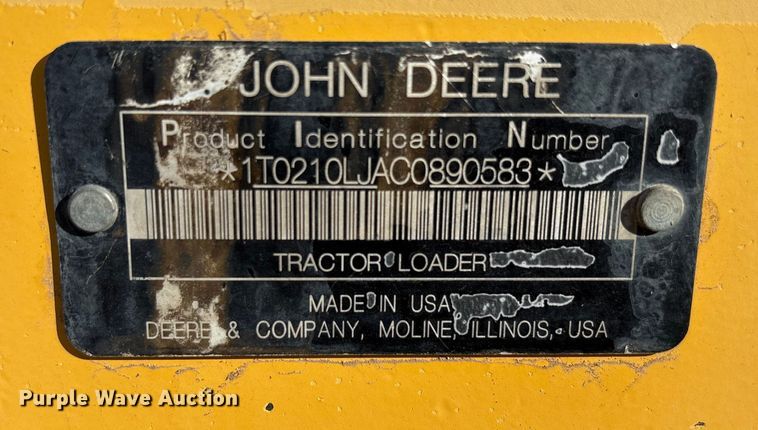 JOHN DEERE
Product Identification Number
*1T0210LJAC0890583*
TRACTOR LOADER
MADE IN USA
DEERE & COMPANY, MOLINE, ILLINOIS, USA
Purple Wave Auction